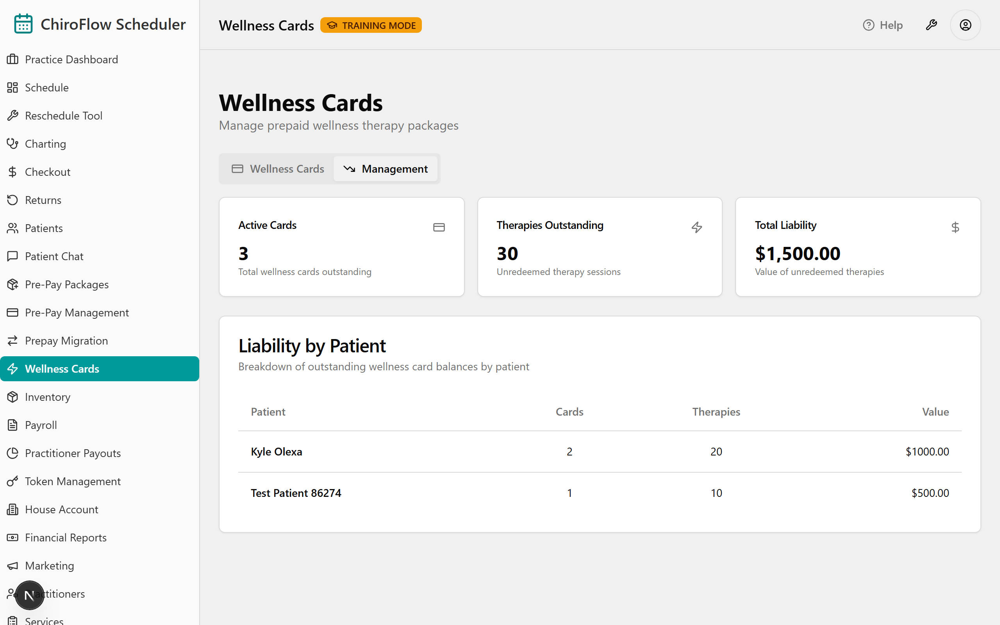 ChiroFlow Scheduler
Practice Dashboard
Schedule
Reschedule Tool
Charting
Checkout
Returns
Patients
Patient Chat
Pre-Pay Packages
Pre-Pay Management
Prepay Migration
Wellness Cards
Inventory
Payroll
Practitioner Payouts
Token Management
House Account
Financial Reports
Marketing
N
Services
Wellness Cards TRAINING MODE
Help
Wellness Cards
Manage prepaid wellness therapy packages
Wellness Cards Management
Active Cards
3
Total wellness cards outstanding
Therapies Outstanding
30
Unredeemed therapy sessions
Total Liability
$1,500.00
Value of unredeemed therapies
Liability by Patient
Breakdown of outstanding wellness card balances by patient
Patient Cards Therapies Value
Kyle Olexa 2 20 $1000.00
Test Patient 86274 1 10 $500.00